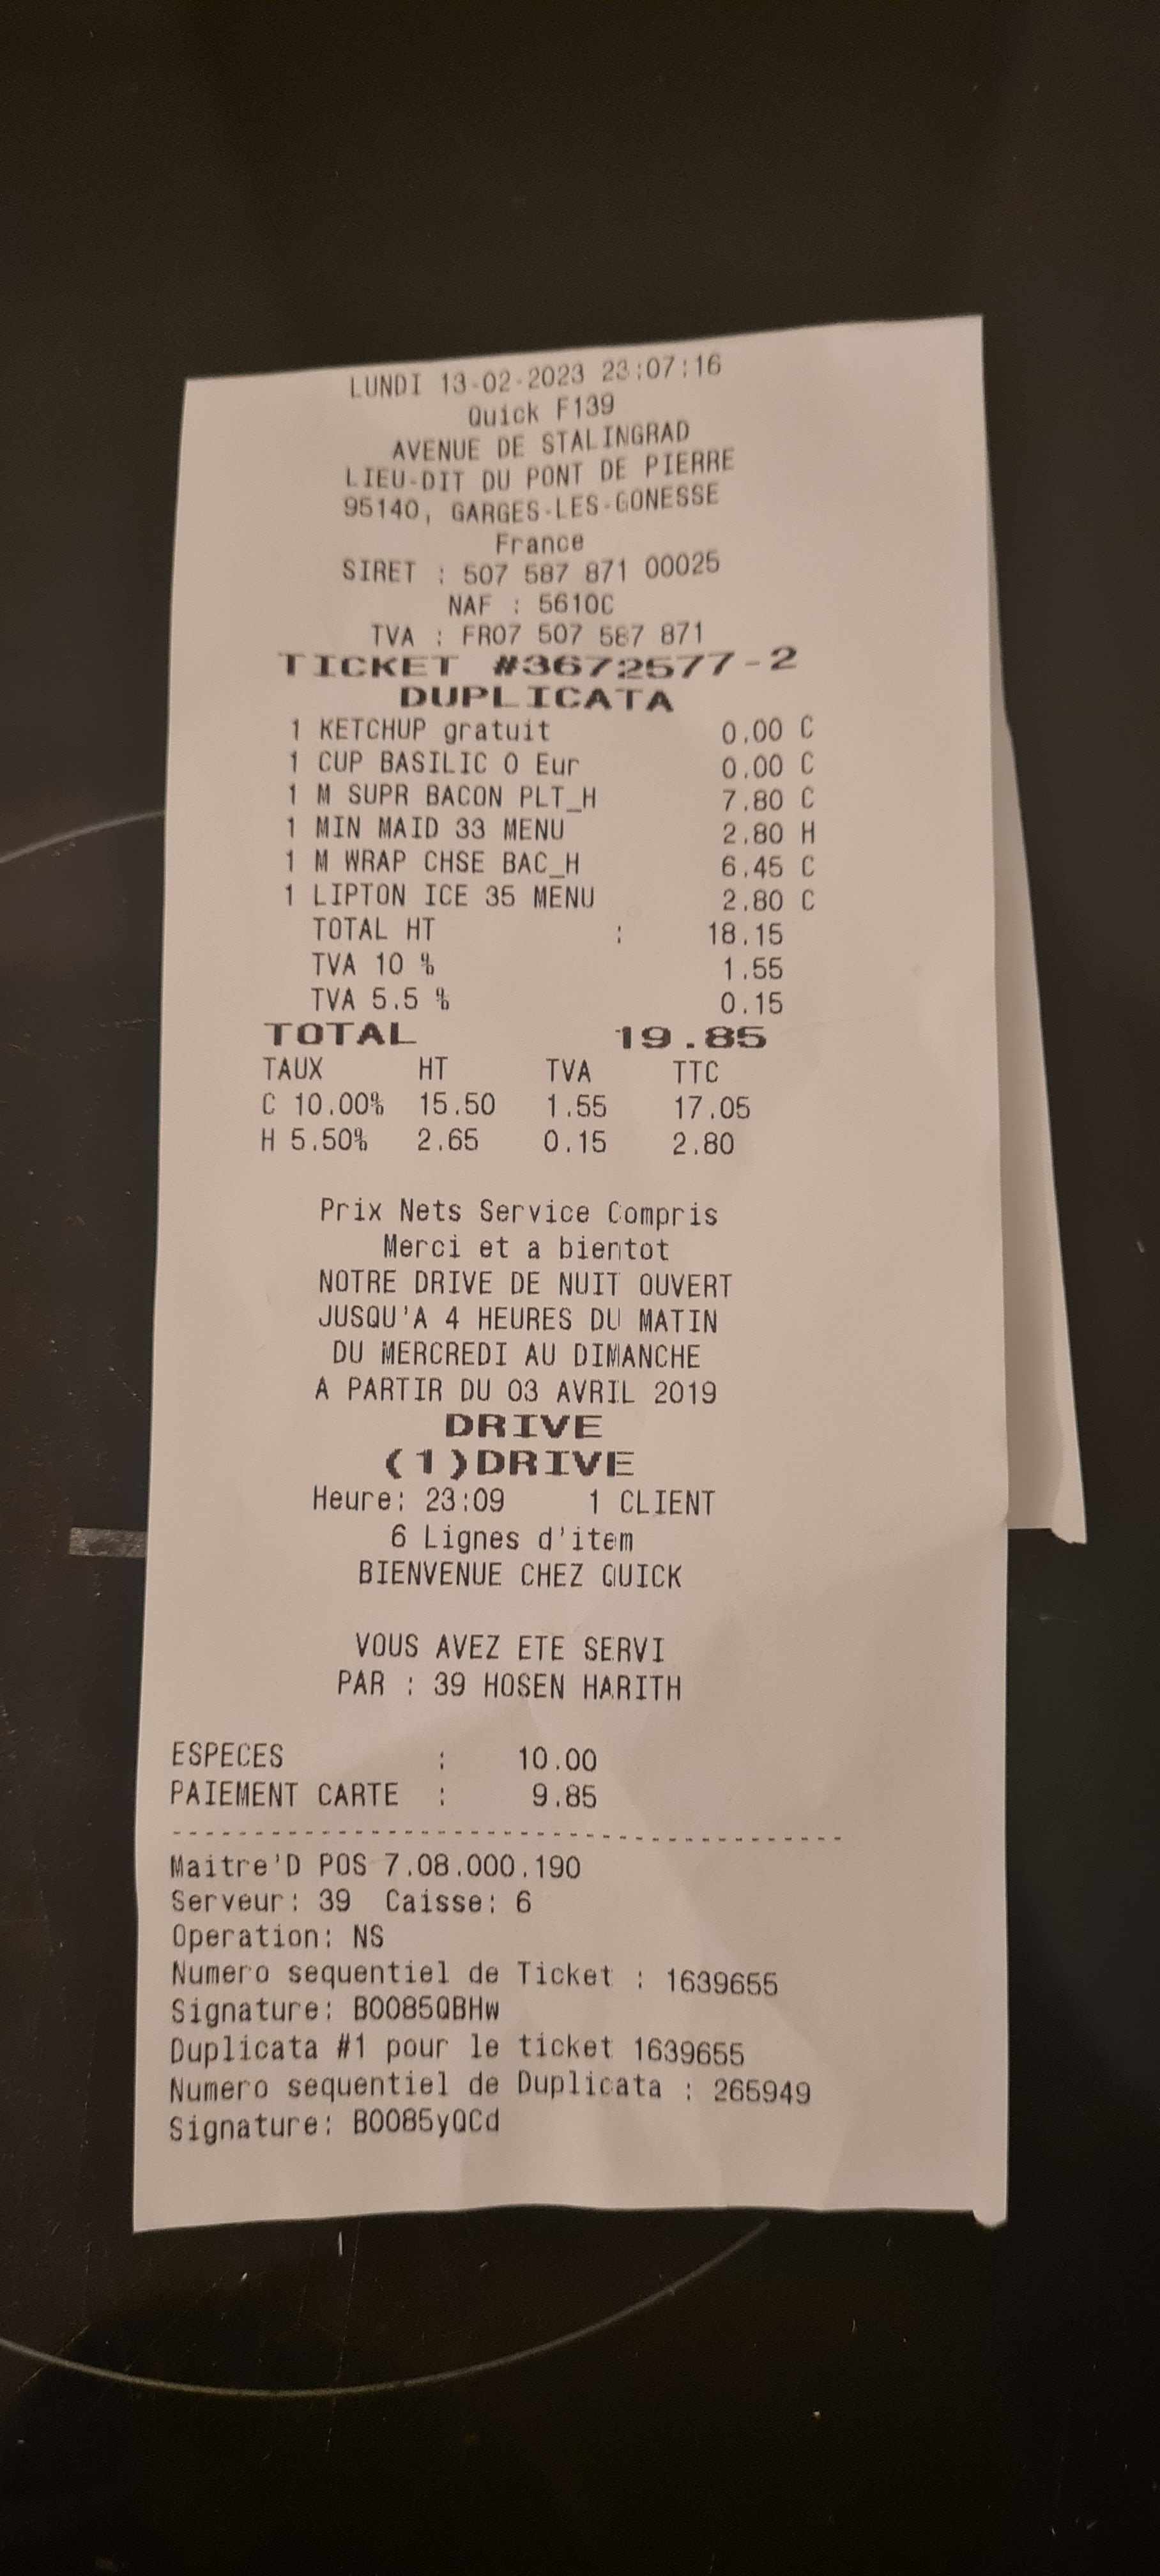 LUNDI 13-02-2023 23:07:16
Quick F139
AVENUE DE STALINGRAD
LIEU-DIT DU PONT DE PIERRE
95140, GARGES-LES-GONESSE
France
SIRET : 507 587 871 00025
NAF : 5610C
TVA : FR07 507 587 871
TICKET #3672577-2
DUPLICATA
1 KETCHUP gratuit 0.00 C
1 CUP BASILIC 0 Eur 0.00 C
1 M SUPR BACON PLT_H 7.80 C
1 MIN MAID 33 MENU 2.80 H
1 M WRAP CHSE BAC_H 6.45 C
1 LIPTON ICE 35 MENU 2.80 C
TOTAL HT : 18.15
TVA 10 % 1.55
TVA 5.5 % 0.15
TOTAL 19.85
TAUX HT TVA TTC
C 10.00% 15.50 1.55 17.05
H 5.50% 2.65 0.15 2.80
Prix Nets Service Compris
Merci et a bientot
NOTRE DRIVE DE NUIT OUVERT
JUSQU'A 4 HEURES DU MATIN
DU MERCREDI AU DIMANCHE
A PARTIR DU 03 AVRIL 2019
DRIVE
(1)DRIVE
Heure: 23:09 1 CLIENT
6 Lignes d'item
BIENVENUE CHEZ QUICK
VOUS AVEZ ETE SERVI
PAR : 39 HOSEN HARITH
ESPECES : 10.00
PAIEMENT CARTE : 9.85
-----------------------------------------
Maitre'D POS 7.08.000.190
Serveur: 39 Caisse: 6
Operation: NS
Numero sequentiel de Ticket : 1639655
Signature: B0085QBHw
Duplicata #1 pour le ticket 1639655
Numero sequentiel de Duplicata : 265949
Signature: B0085yQCd